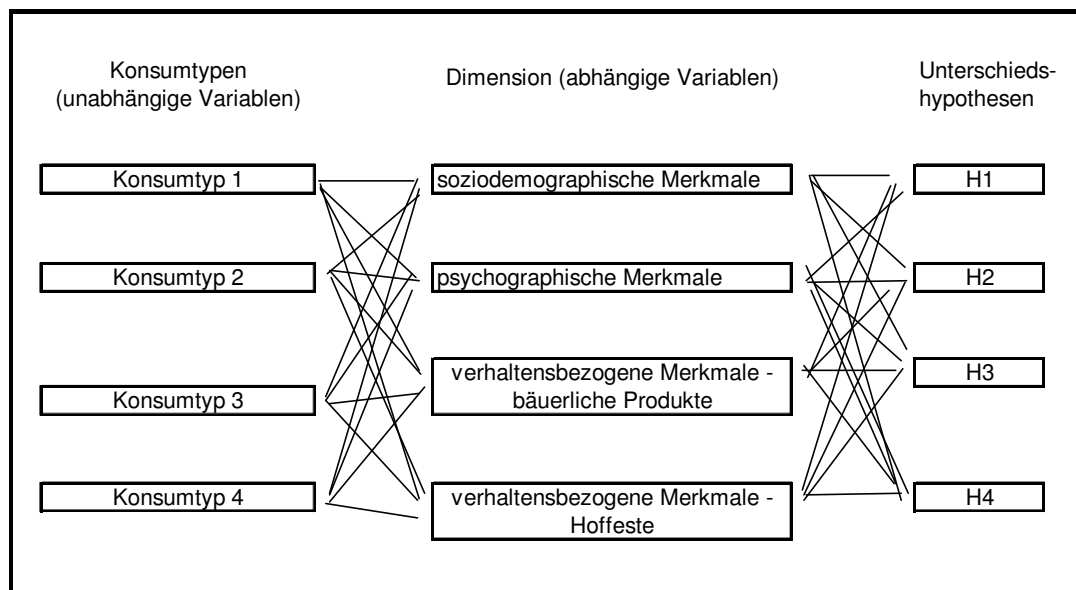 Konsumtypen
(unabhängige Variablen)
Dimension (abhängige Variablen)
Unterschieds-
hypothesen
Konsumtyp 1
soziodemographische Merkmale
H1
Konsumtyp 2
psychographische Merkmale
H2
Konsumtyp 3
verhaltensbezogene Merkmale -
bäuerliche Produkte
H3
Konsumtyp 4
verhaltensbezogene Merkmale -
Hoffeste
H4